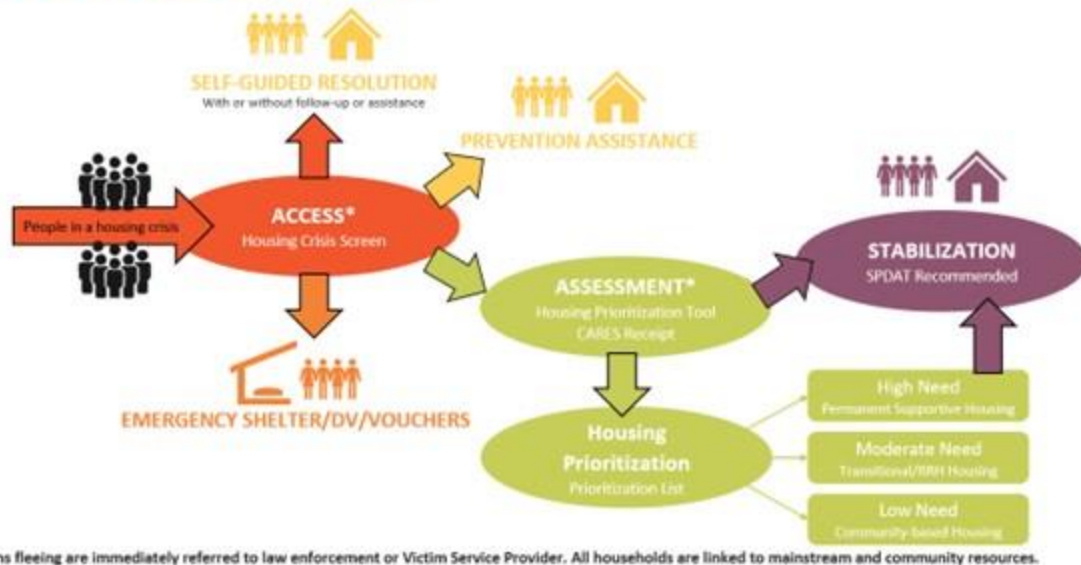 SELF-GUIDED RESOLUTION
With or without follow-up or assistance
PREVENTION ASSISTANCE
People in a housing crisis
ACCESS*
Housing Crisis Screen
ASSESSMENT*
Housing Prioritization Tool
CARES Receipt
STABILIZATION
SPDAT Recommended
EMERGENCY SHELTER/DV/VOUCHERS
Housing
Prioritization
Prioritization List
High Need
Permanent Supportive Housing
Moderate Need
Transitional/RRH Housing
Low Need
Community-based Housing
fleeing are immediately referred to law enforcement or Victim Service Provider. All households are linked to mainstream and community resources.